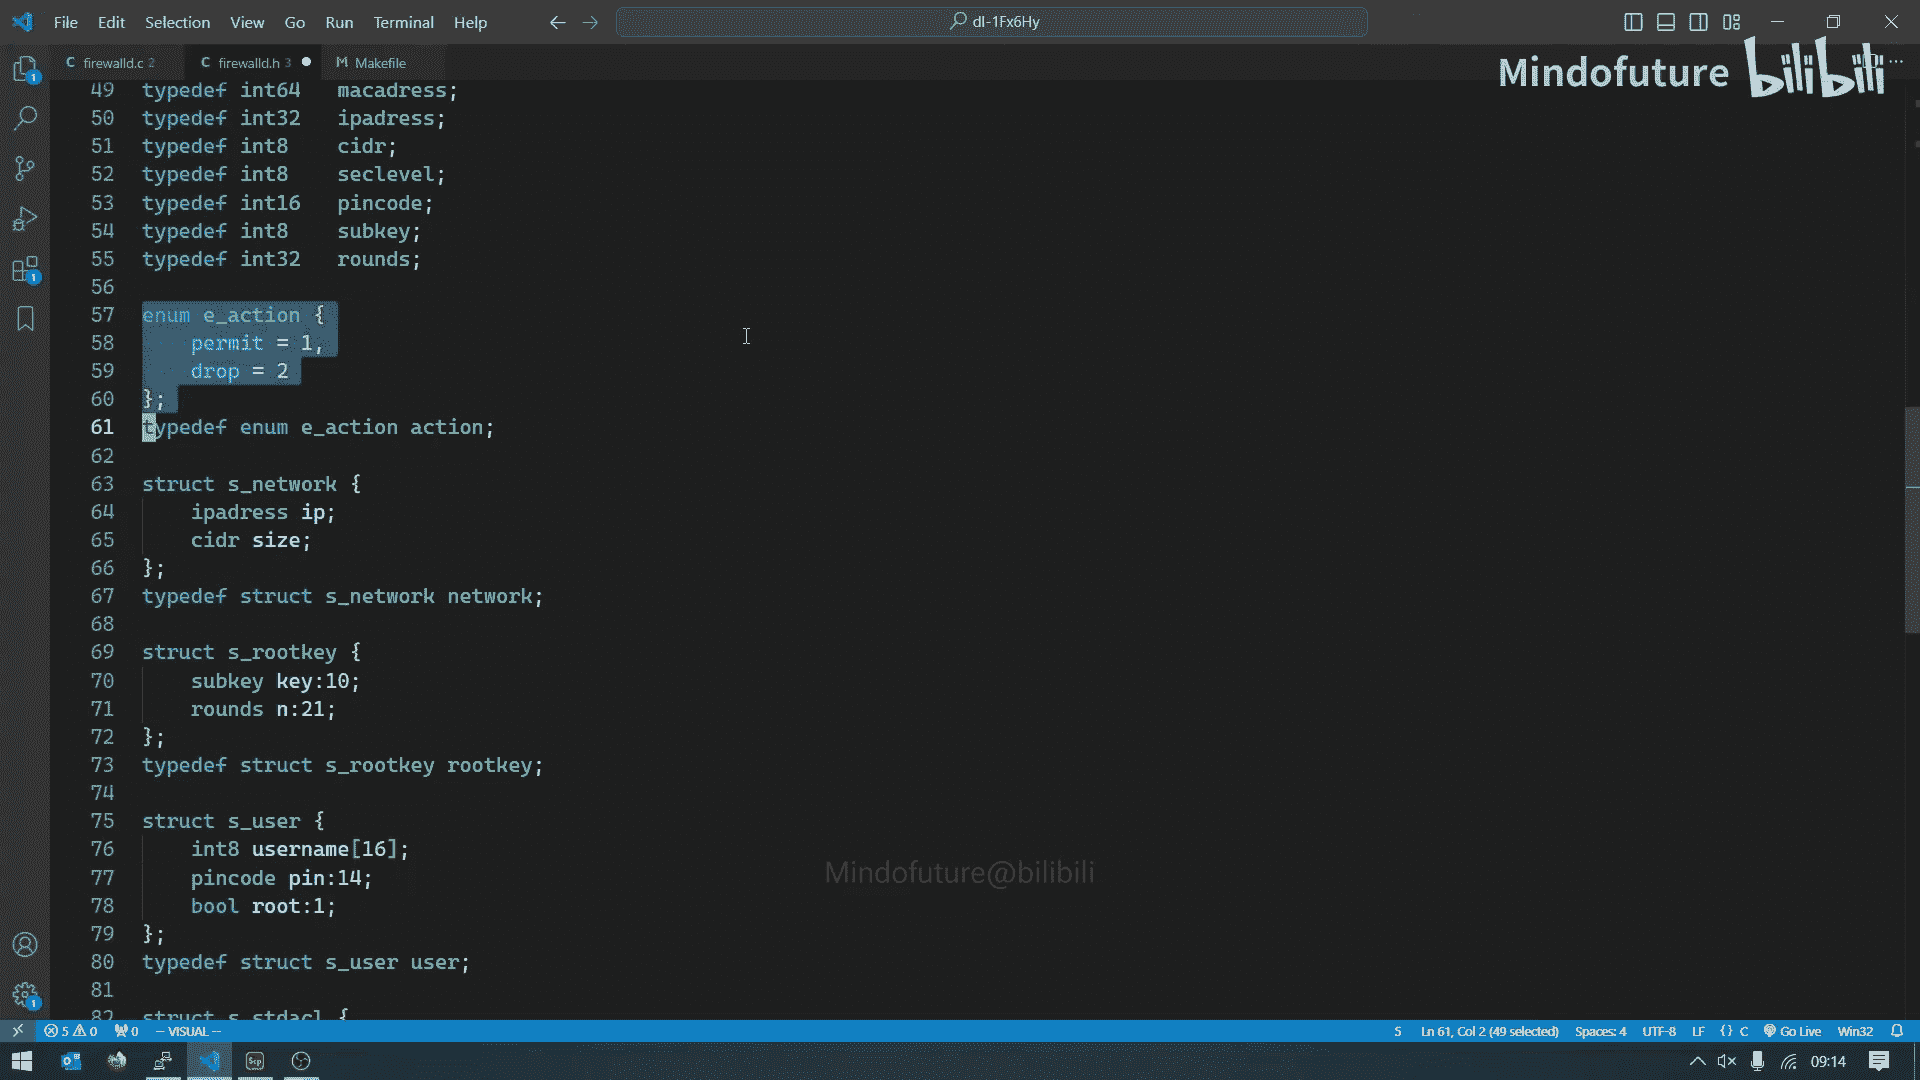 File Edit Selection View Go Run Terminal Help
dl-1Fx6Hy
C firewalld.c 2
C firewalld.h 3
M Makefile
Mindofuture bilibili
49 typedef int64 macadress;
50 typedef int32 ipadress;
51 typedef int8 cidr;
52 typedef int8 seclevel;
53 typedef int16 pincode;
54 typedef int8 subkey;
55 typedef int32 rounds;
56
57 enum e_action {
58 permit = 1,
59 drop = 2
60 };
61 typedef enum e_action action;
62
63 struct s_network {
64 ipadress ip;
65 cidr size;
66 };
67 typedef struct s_network network;
68
69 struct s_rootkey {
70 subkey key:10;
71 rounds n:21;
72 };
73 typedef struct s_rootkey rootkey;
74
75 struct s_user {
76 int8 username[16];
77 pincode pin:14;
78 bool root:1;
79 };
80 typedef struct s_user user;
81
82 struct s_stdacl {
Mindofuture@bilibili
5 0 0 -- VISUAL -- S Ln 61, Col 2 (49 selected) Spaces: 4 UTF-8 LF {} C Go Live Win32
09:14